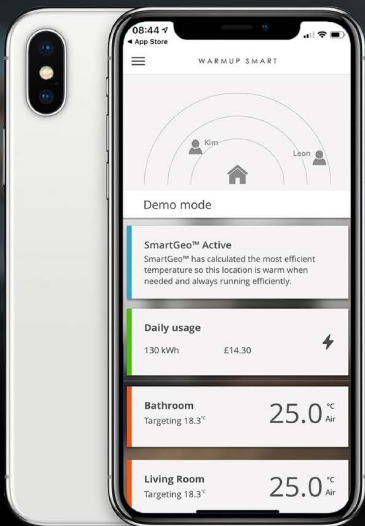 08:44
App Store
WARMUP SMART
Kim
Leon
Demo mode
SmartGeo™ Active
SmartGeo™ has calculated the most efficient
temperature so this location is warm when
needed and always running efficiently.
Daily usage
130 kWh £14.30
Bathroom
Targeting 18.3°C
25.0 °C Air
Living Room
Targeting 18.3°C
25.0 °C Air